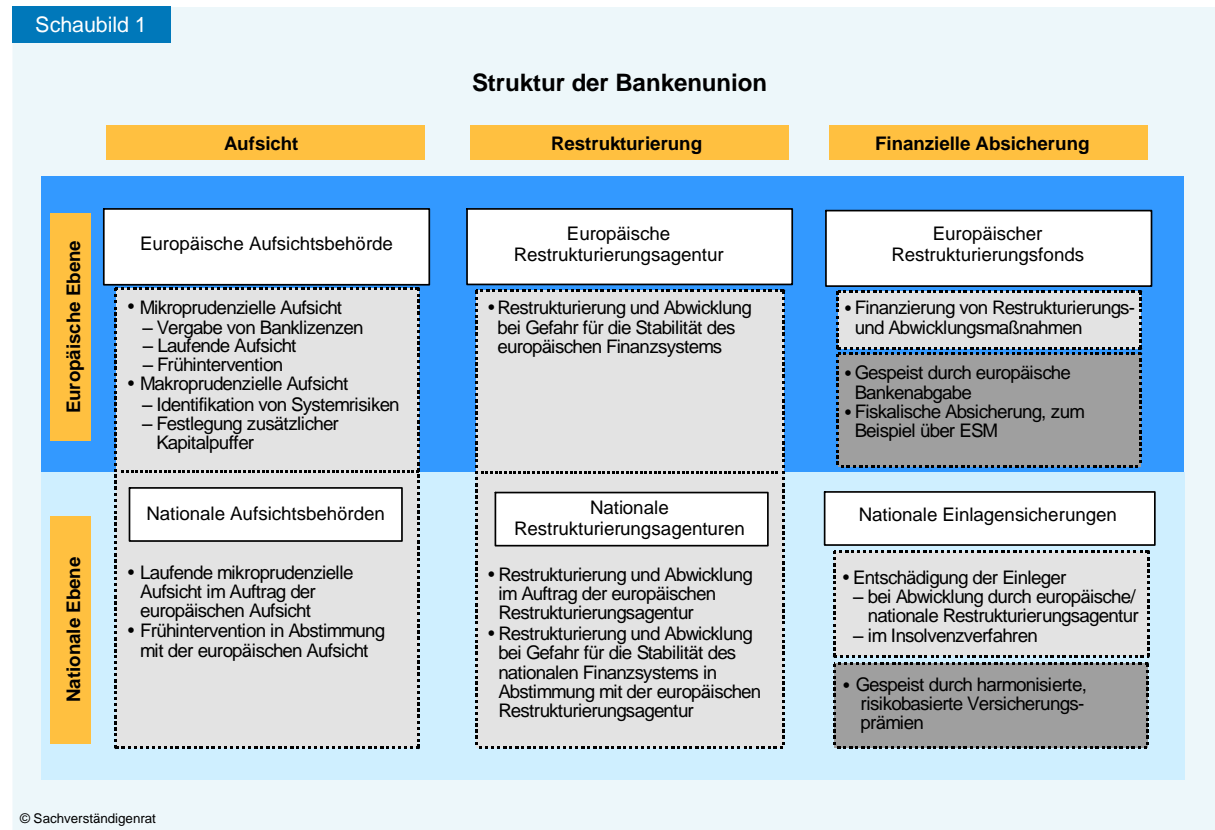 Schaubild 1
Struktur der Bankenunion
Aufsicht
Restrukturierung
Finanzielle Absicherung
Europäische Ebene
Europäische Aufsichtsbehörde
• Mikroprudenzielle Aufsicht
– Vergabe von Banklizenzen
– Laufende Aufsicht
– Frühintervention
• Makroprudenzielle Aufsicht
– Identifikation von Systemrisiken
– Festlegung zusätzlicher
Kapitalpuffer
Europäische
Restrukturierungsagentur
• Restrukturierung und Abwicklung
bei Gefahr für die Stabilität des
europäischen Finanzsystems
Europäischer
Restrukturierungsfonds
• Finanzierung von Restrukturierungs-
und Abwicklungsmaßnahmen
• Gespeist durch europäische
Bankenabgabe
• Fiskalische Absicherung, zum
Beispiel über ESM
Nationale Ebene
Nationale Aufsichtsbehörden
• Laufende mikroprudenzielle
Aufsicht im Auftrag der
europäischen Aufsicht
• Frühintervention in Abstimmung
mit der europäischen Aufsicht
Nationale
Restrukturierungsagenturen
• Restrukturierung und Abwicklung
im Auftrag der europäischen
Restrukturierungsagentur
• Restrukturierung und Abwicklung
bei Gefahr für die Stabilität des
nationalen Finanzsystems in
Abstimmung mit der europäischen
Restrukturierungsagentur
Nationale Einlagensicherungen
• Entschädigung der Einleger
– bei Abwicklung durch europäische/
nationale Restrukturierungsagentur
– im Insolvenzverfahren
• Gespeist durch harmonisierte,
risikobasierte Versicherungs-
prämien
© Sachverständigenrat